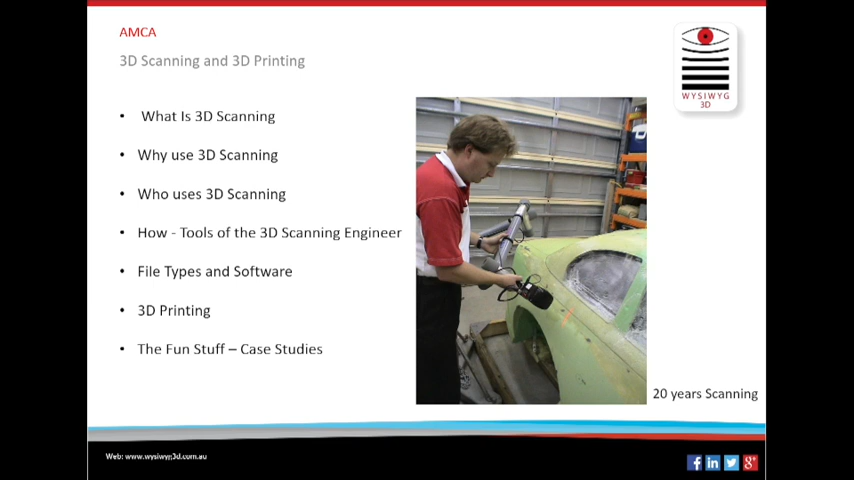 AMCA
3D Scanning and 3D Printing
WYSIWYG
3D
• What Is 3D Scanning
• Why use 3D Scanning
• Who uses 3D Scanning
• How - Tools of the 3D Scanning Engineer
• File Types and Software
• 3D Printing
• The Fun Stuff – Case Studies
20 years Scanning
Web: www.wysiwyg3d.com.au